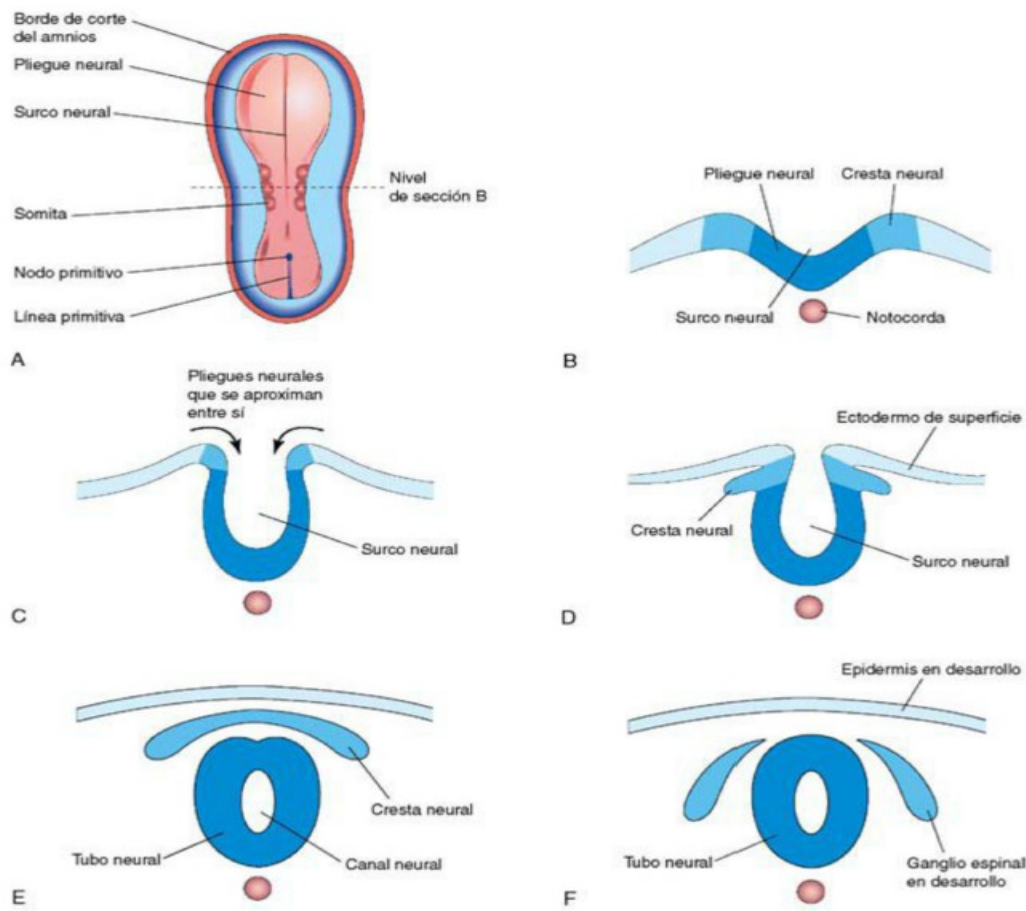 Borde de corte
del amnios
Pliegue neural
Surco neural
Somita
Nodo primitivo
Línea primitiva
Nivel
de sección B
A
Pliegue neural
Cresta neural
Surco neural
Notocorda
B
Pliegues neurales
que se aproximan
entre sí
Surco neural
C
Ectodermo de superficie
Cresta neural
Surco neural
D
Cresta neural
Tubo neural
Canal neural
E
Epidermis en desarrollo
Tubo neural
Ganglio espinal
en desarrollo
F